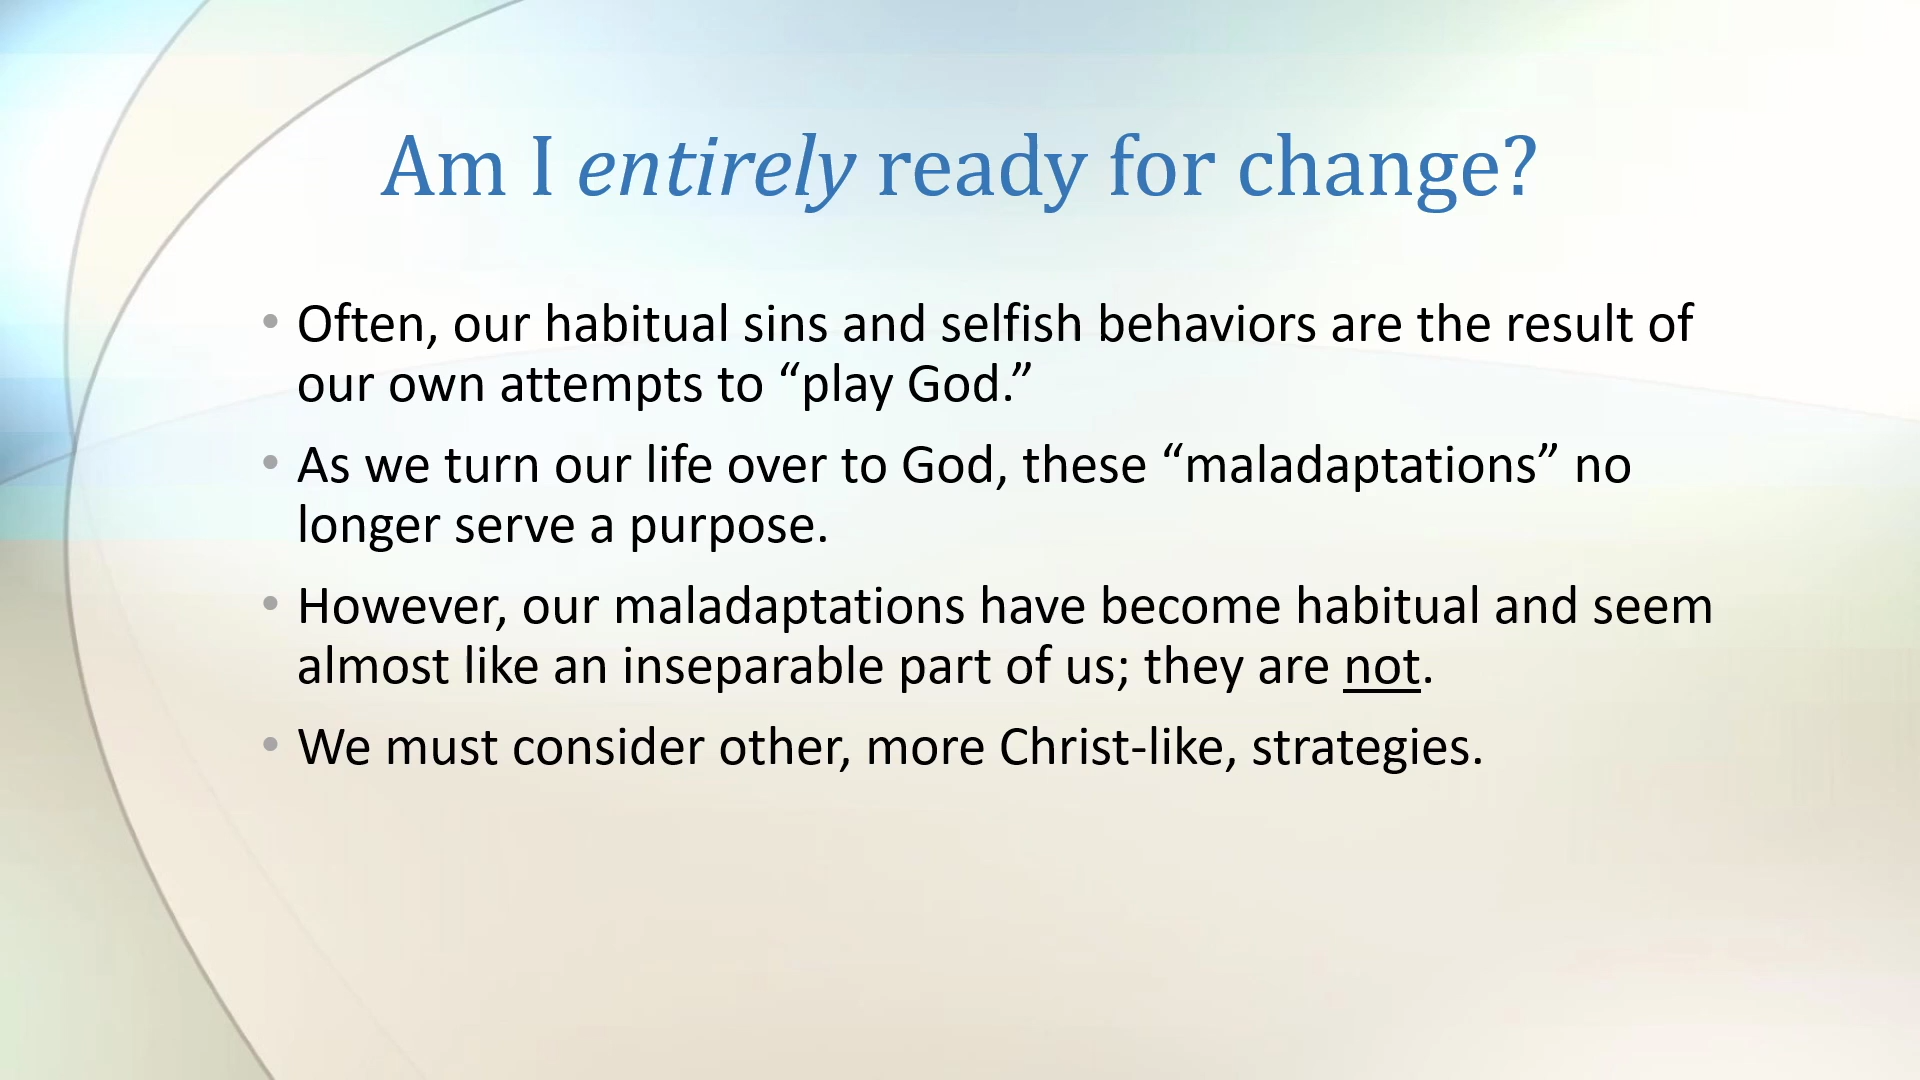 Am I entirely ready for change?
• Often, our habitual sins and selfish behaviors are the result of
our own attempts to “play God.”
• As we turn our life over to God, these “maladaptations” no
longer serve a purpose.
• However, our maladaptations have become habitual and seem
almost like an inseparable part of us; they are not.
• We must consider other, more Christ-like, strategies.